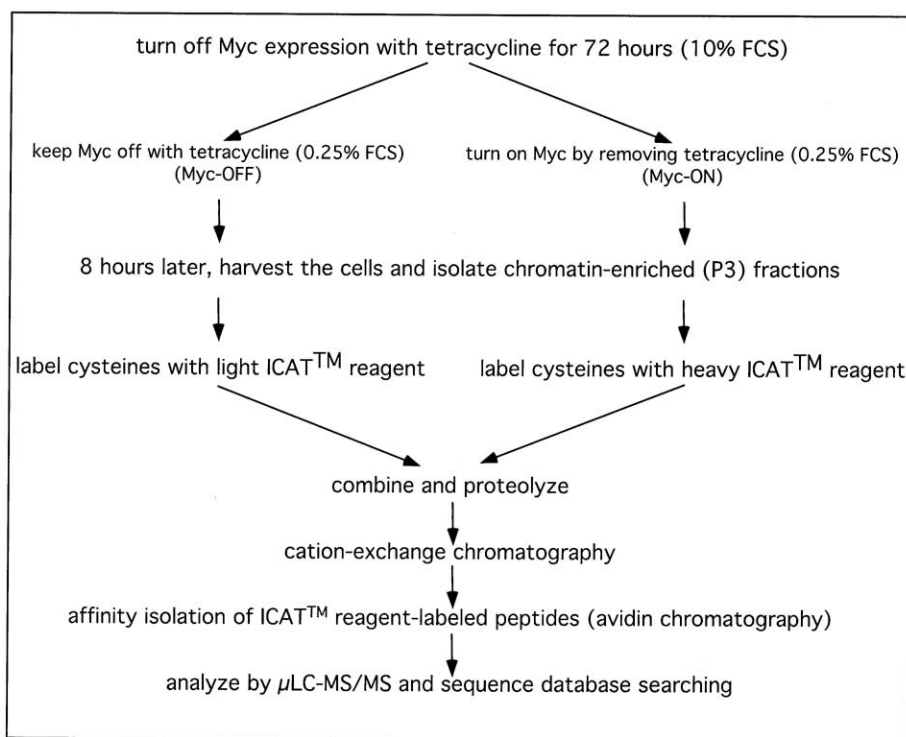 turn off Myc expression with tetracycline for 72 hours (10% FCS)
keep Myc off with tetracycline (0.25% FCS)
(Myc-OFF)
turn on Myc by removing tetracycline (0.25% FCS)
(Myc-ON)
8 hours later, harvest the cells and isolate chromatin-enriched (P3) fractions
label cysteines with light ICAT™ reagent
label cysteines with heavy ICAT™ reagent
combine and proteolyze
cation-exchange chromatography
affinity isolation of ICAT™ reagent-labeled peptides (avidin chromatography)
analyze by µLC-MS/MS and sequence database searching